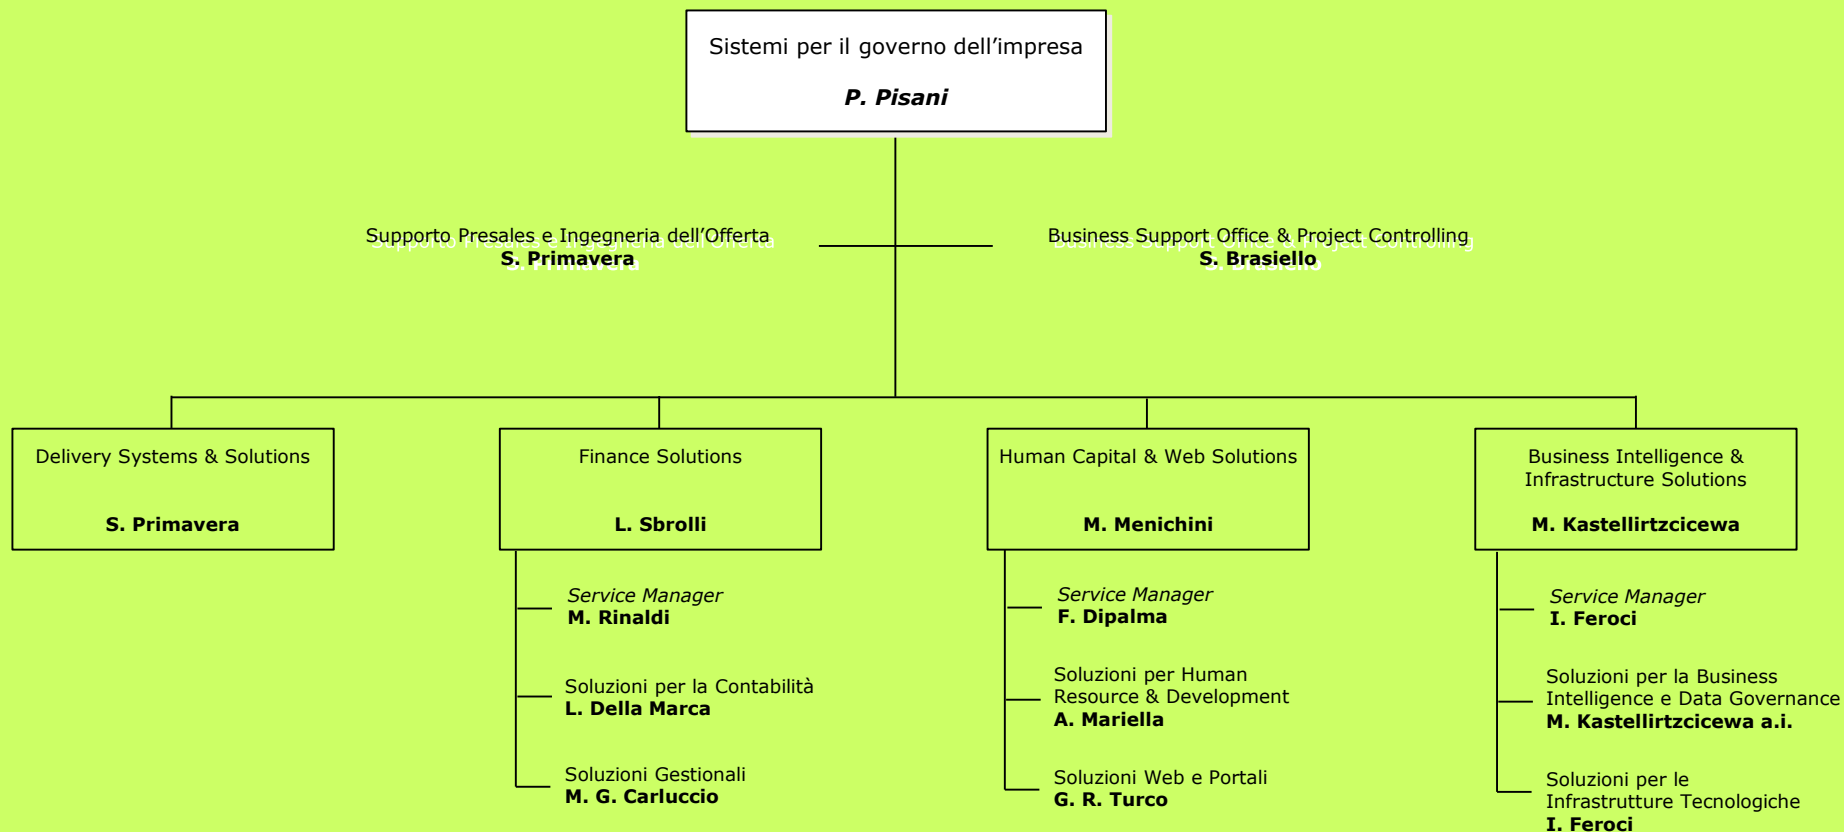 Sistemi per il governo dell’impresa
P. Pisani
Supporto Presales e Ingegneria dell’Offerta
S. Primavera
Business Support Office & Project Controlling
S. Brasiello
Delivery Systems & Solutions
S. Primavera
Finance Solutions
L. Sbrolli
Human Capital & Web Solutions
M. Menichini
Business Intelligence &
Infrastructure Solutions
M. Kastellirtzcicewa
Service Manager
M. Rinaldi
Soluzioni per la Contabilità
L. Della Marca
Soluzioni Gestionali
M. G. Carluccio
Service Manager
F. Dipalma
Soluzioni per Human
Resource & Development
A. Mariella
Soluzioni Web e Portali
G. R. Turco
Service Manager
I. Feroci
Soluzioni per la Business
Intelligence e Data Governance
M. Kastellirtzcicewa a.i.
Soluzioni per le
Infrastrutture Tecnologiche
I. Feroci